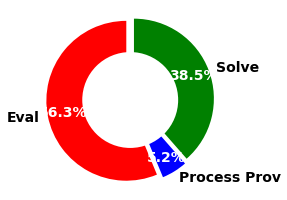 38.5%
Solve
Eval
6.3%
5.2%
Process Prov